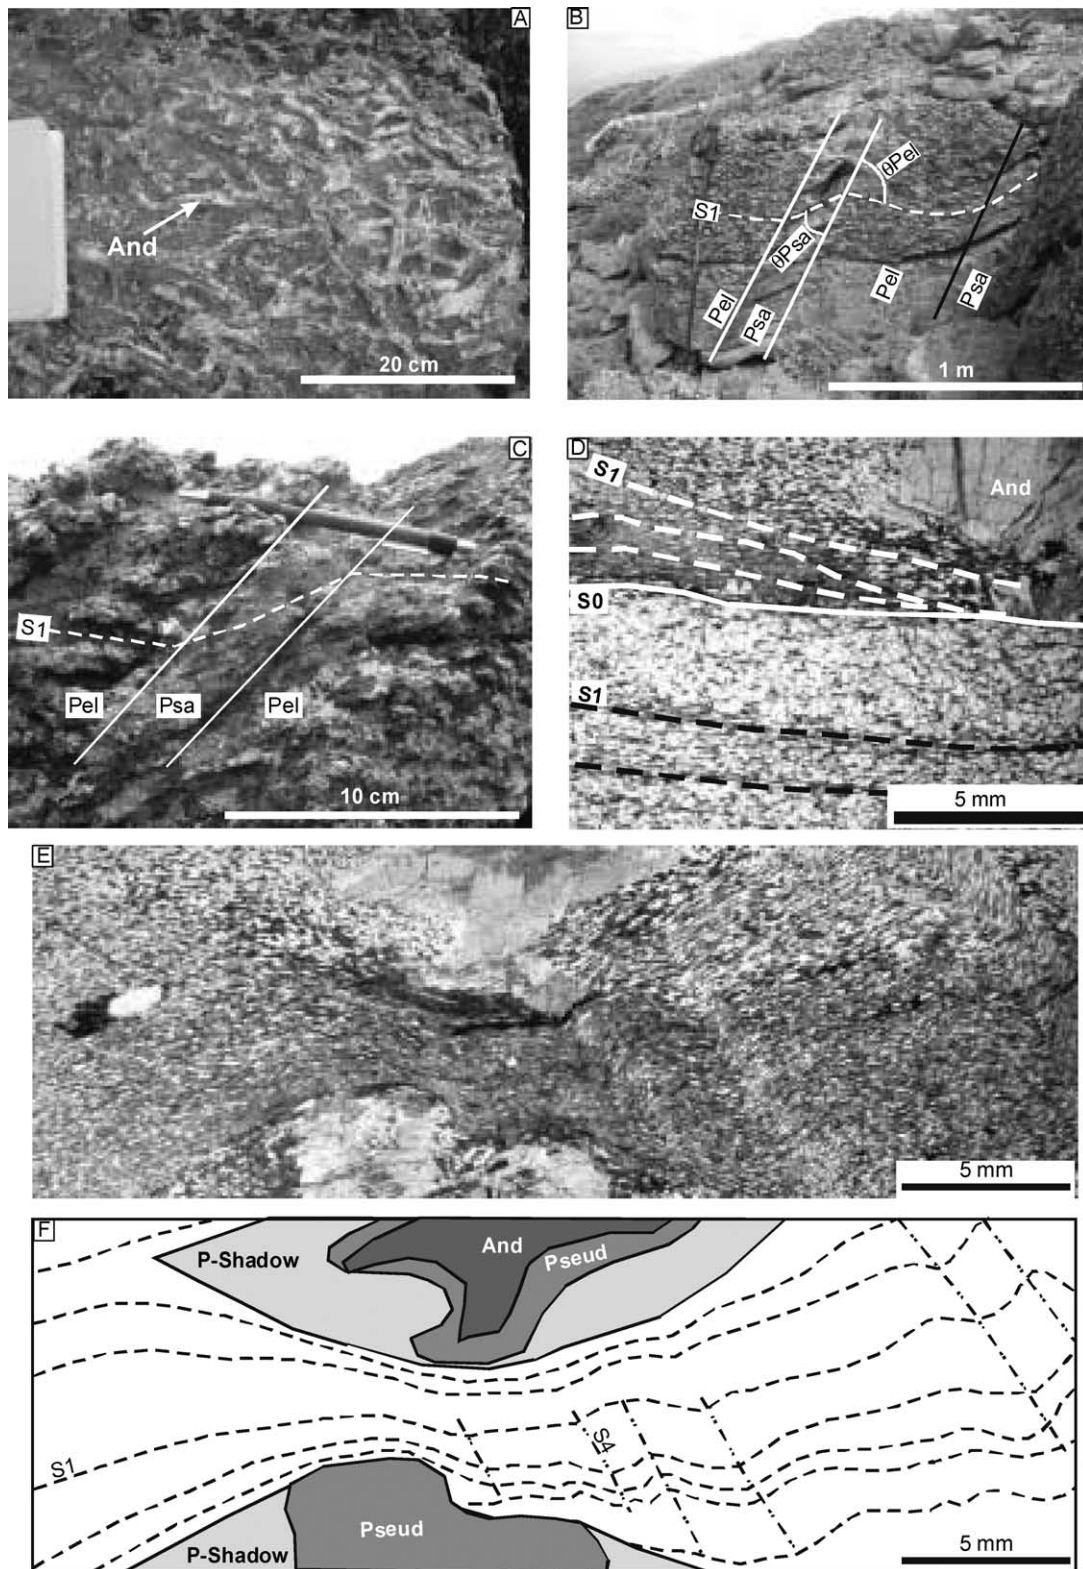 A
And
20 cm
B
θPel
S1
θPsa
Pel
Psa
Pel
Psa
1 m
C
S1
Pel
Psa
Pel
10 cm
D
S1
And
S0
S1
5 mm
E
5 mm
F
P-Shadow
And
Pseud
S1
S4
Pseud
P-Shadow
5 mm